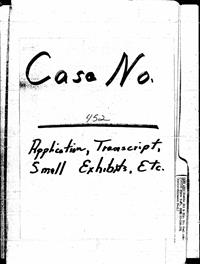 Case No.
452
Application, Transcript,
Small Exhibits, Etc.